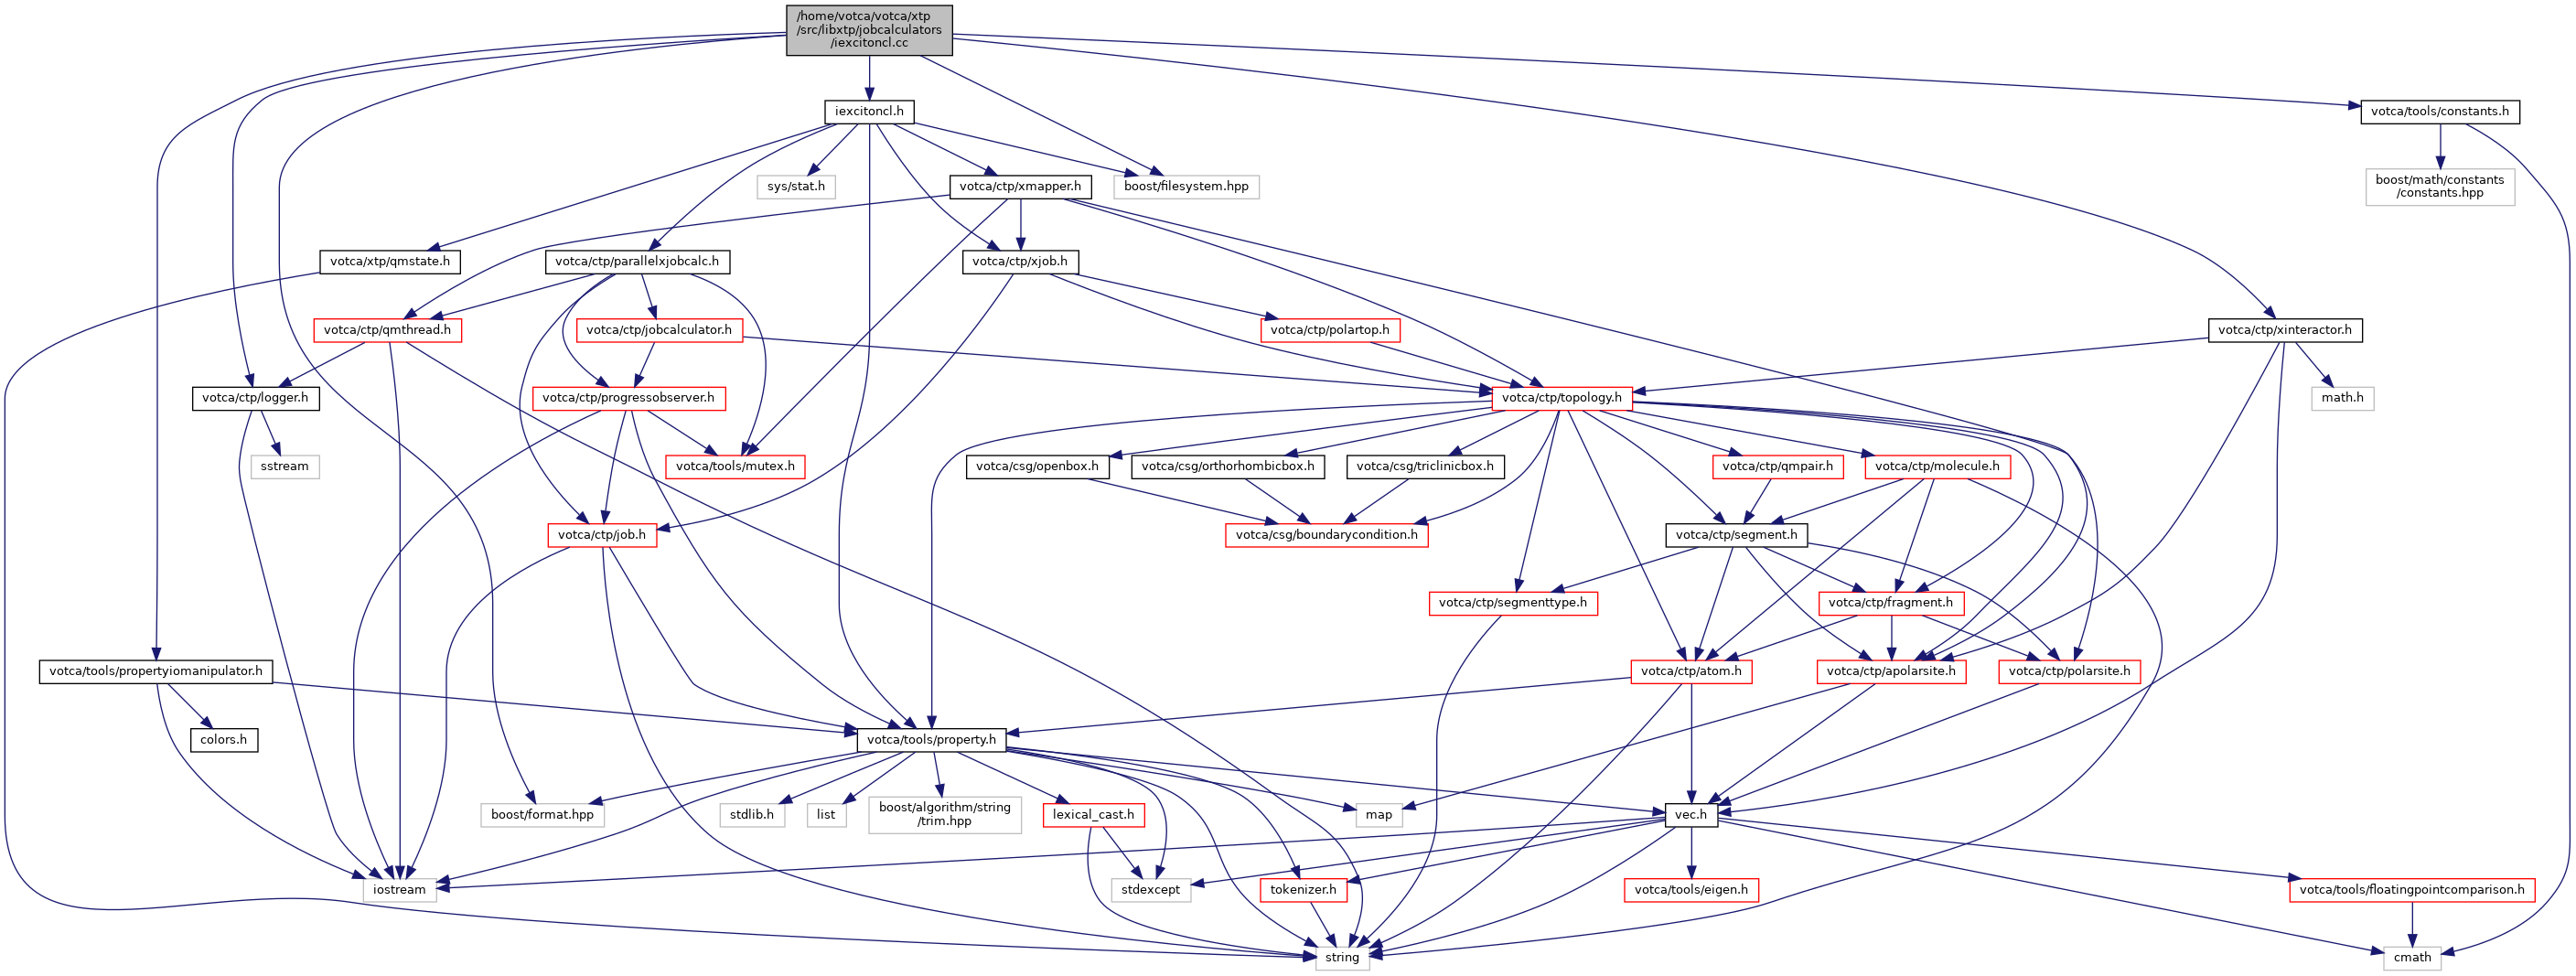 /home/votca/votca/xtp
/src/libxtp/jobcalculators
/iexcitoncl.cc
iexcitoncl.h
votca/tools/constants.h
sys/stat.h
votca/ctp/xmapper.h
boost/filesystem.hpp
boost/math/constants
/constants.hpp
votca/xtp/qmstate.h
votca/ctp/parallelxjobcalc.h
votca/ctp/xjob.h
votca/ctp/qmthread.h
votca/ctp/jobcalculator.h
votca/ctp/polartop.h
votca/ctp/xinteractor.h
votca/ctp/logger.h
votca/ctp/progressobserver.h
votca/ctp/topology.h
math.h
sstream
votca/tools/mutex.h
votca/csg/openbox.h
votca/csg/orthorhombicbox.h
votca/csg/triclinicbox.h
votca/ctp/qmpair.h
votca/ctp/molecule.h
votca/ctp/job.h
votca/csg/boundarycondition.h
votca/ctp/segment.h
votca/ctp/segmenttype.h
votca/ctp/fragment.h
votca/tools/propertyiomanipulator.h
votca/ctp/atom.h
votca/ctp/apolarsite.h
votca/ctp/polarsite.h
colors.h
votca/tools/property.h
boost/format.hpp
stdlib.h
list
boost/algorithm/string
/trim.hpp
lexical_cast.h
map
vec.h
iostream
stdexcept
tokenizer.h
votca/tools/eigen.h
votca/tools/floatingpointcomparison.h
string
cmath